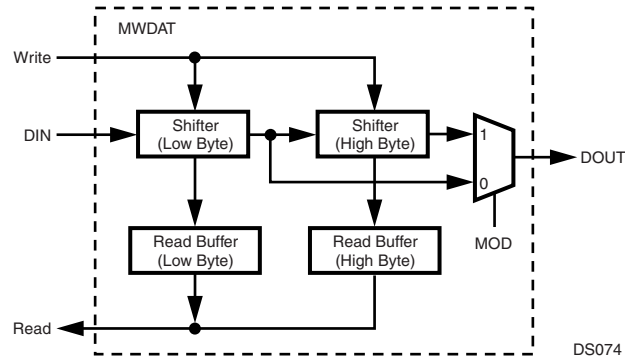 MWDAT
Write
DIN
Shifter
(Low Byte)
Shifter
(High Byte)
1
0
DOUT
MOD
Read Buffer
(Low Byte)
Read Buffer
(High Byte)
Read
DS074